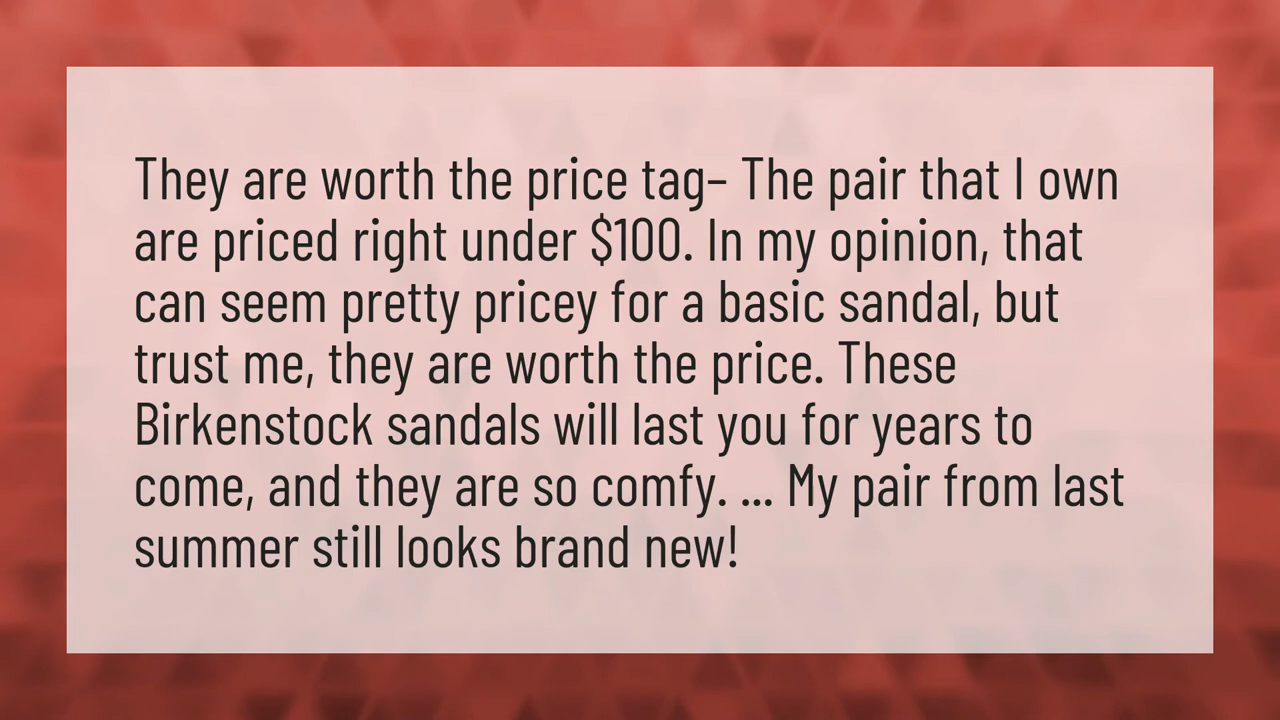 They are worth the price tag– The pair that I own
are priced right under $100. In my opinion, that
can seem pretty pricey for a basic sandal, but
trust me, they are worth the price. These
Birkenstock sandals will last you for years to
come, and they are so comfy. ... My pair from last
summer still looks brand new!